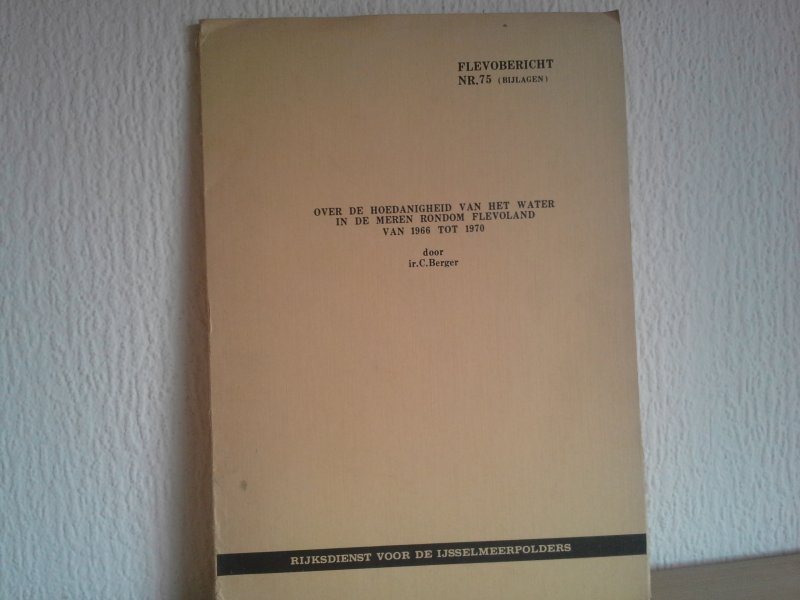 FLEVOBERICHT
NR.75 (BIJLAGEN)
OVER DE HOEDANIGHEID VAN HET WATER
IN DE MEREN RONDOM FLEVOLAND
VAN 1966 TOT 1970
door
ir.C.Berger
RIJKSDIENST VOOR DE IJSSELMEERPOLDERS